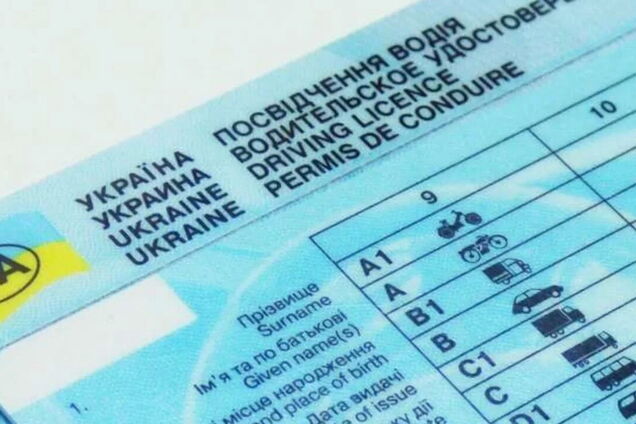 УКРАЇНА
УКРАИНА
UKRAINE
UKRAINE
ПОСВІДЧЕННЯ ВОДІЯ
ВОДИТЕЛЬСКОЕ
DRIVING LICENCE
PERMIS DE CONDUIRE
9
10
A1
A
B1
B
C1
C
D1
Прізвище
Surname
Ім'я та по батькові
Given name(s)
місце народження
and place of birth
Дата видачі
of issue
дії
1.